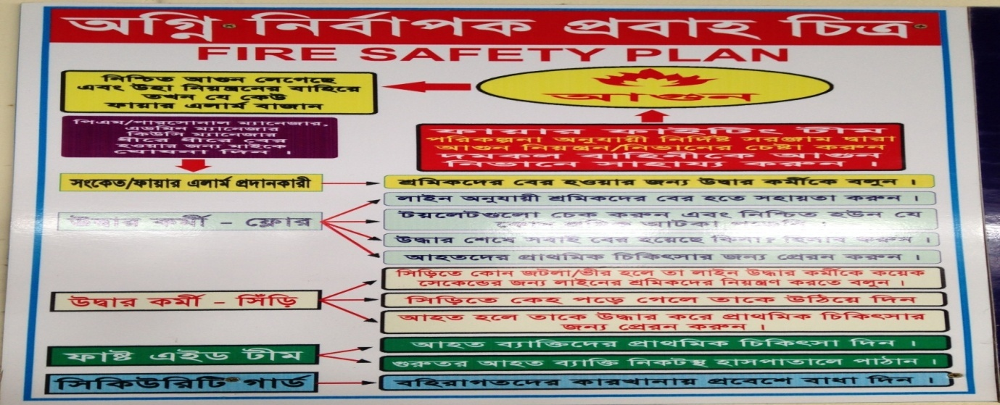 অগ্নি নির্বাপক প্রবাহ চিত্র
FIRE SAFETY PLAN
আগুন
নিশ্চিত আগুন লেগেছে
এবং উহা নিয়ন্ত্রনের বাহিরে
তখন যে কেউ
ফায়ার এলার্ম বাজান
ফায়ার ফাইটিং টীম
পরিকল্পনা অনুযায়ী নির্দিষ্ট সরঞ্জাম দ্বারা
আগুন নিয়ন্ত্রন/নিভানের চেষ্টা করুন
দমকল বাহিনীকে আগুন
নিভানে সাহায্য করুন ।
পিএম/পারসোনাল ম্যানেজার,
এডমিন ম্যানেজার
কিউসি ম্যানেজার
ধীরে ধীরে বের
হওয়ার জন্য মাইকে
ঘোষনা দিন ।
সংকেত/ফায়ার এলার্ম প্রদানকারী
শ্রমিকদের বের হওয়ার জন্য উদ্ধার কর্মীকে বলুন ।
উদ্ধার কর্মী - ফ্লোর
লাইন অনুযায়ী শ্রমিকদের বের হতে সহায়তা করুন ।
টয়লেটগুলো চেক করুন এবং নিশ্চিত হউন যে
আটকা
উদ্ধার শেষে সবাই বের হয়েছে করুন ।
আহতদের প্রাথমিক চিকিৎসার জন্য প্রেরন করুন ।
উদ্ধার কর্মী - সিঁড়ি
সিড়িতে কোন জটলা/ভীর হলে তা লাইন উদ্ধার কর্মীকে কয়েক
সেকেন্ডের জন্য লাইনের শ্রমিকদের নিয়ন্ত্রণ করতে বলুন ।
সিড়িতে কেহ পড়ে গেলে তাকে উঠিয়ে দিন
আহত হলে তাকে উদ্ধার করে প্রাথমিক চিকিৎসার
জন্য প্রেরন করুন ।
ফাষ্ট এইড টীম
আহত ব্যাক্তিদের প্রাথমিক চিকিৎসা দিন ।
গুরুতর আহত ব্যাক্তি নিকটস্থ হাসপাতালে পাঠান ।
সিকিউরিটি গার্ড
বহিরাগতদের কারখানায় প্রবেশে বাধা দিন ।